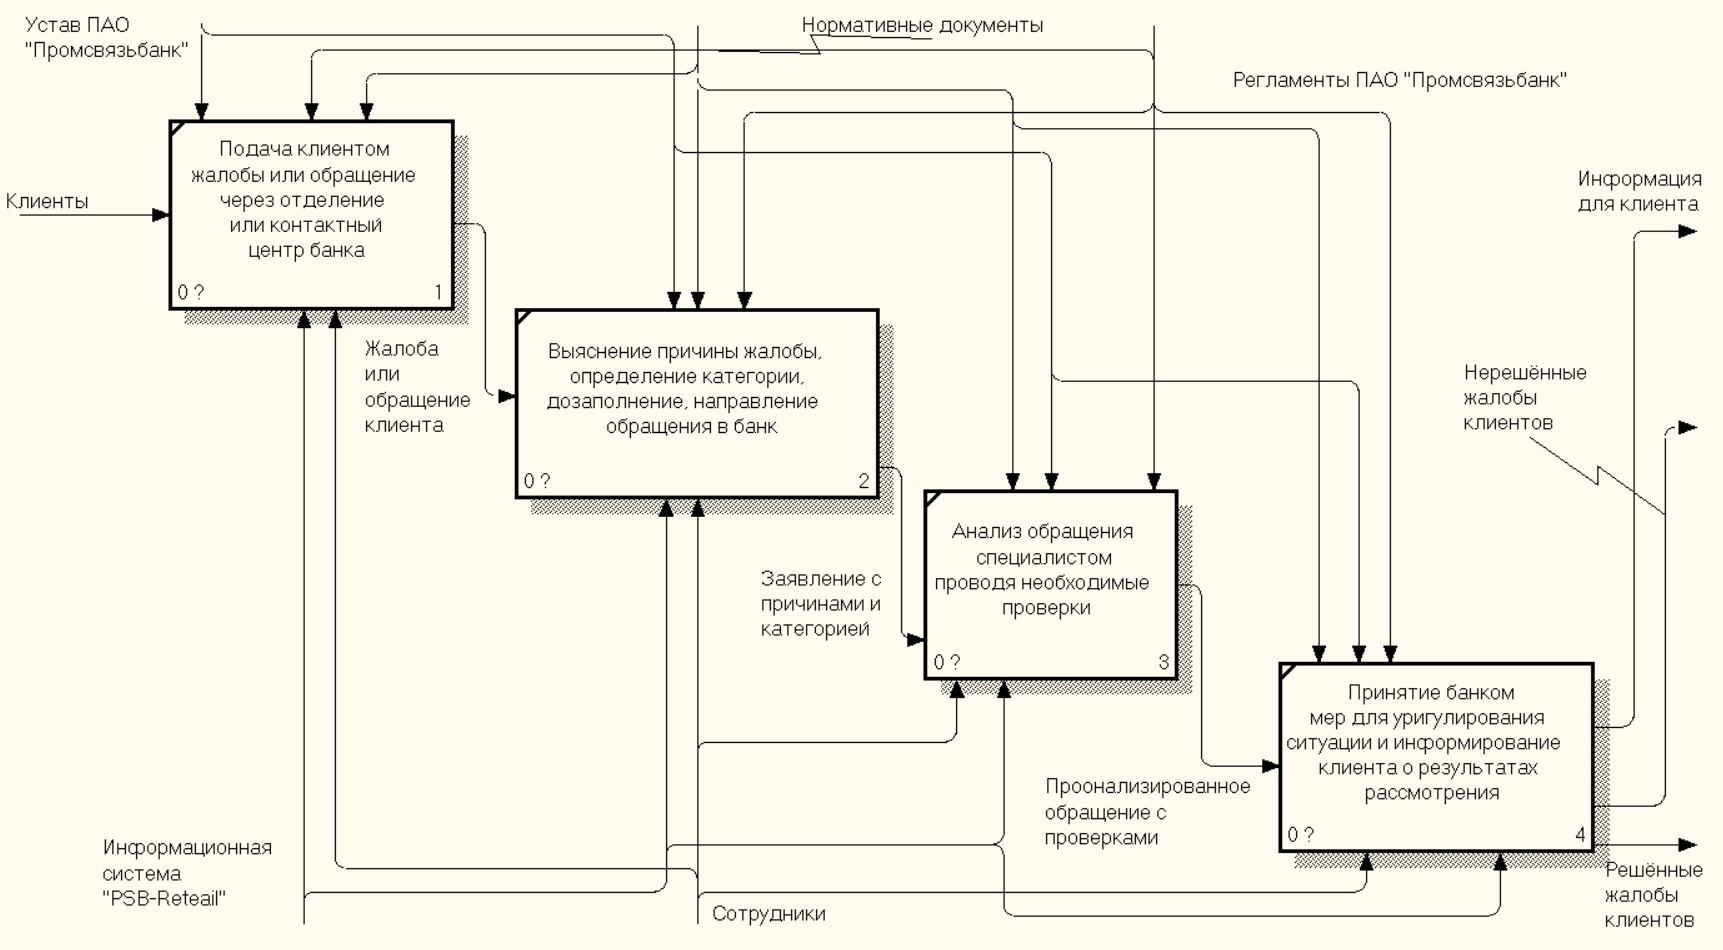 Устав ПАО
"Промсвязьбанк"
Нормативные документы
Регламенты ПАО "Промсвязьбанк"
Клиенты
Подача клиентом
жалобы или обращение
через отделение
или контактный
центр банка
0 ?
1
Информация
для клиента
Жалоба
или
обращение
клиента
Выяснение причины жалобы,
определение категории,
дозаполнение, направление
обращения в банк
0 ?
2
Нерешённые
жалобы
клиентов
Заявление с
причинами и
категорией
Анализ обращения
специалистом
проводя необходимые
проверки
0 ?
3
Проонализированное
обращение с
проверками
Принятие банком
мер для уригулирования
ситуации и информирование
клиента о результатах
рассмотрения
0 ?
4
Информационная
система
"PSB-Reteail"
Сотрудники
Решённые
жалобы
клиентов